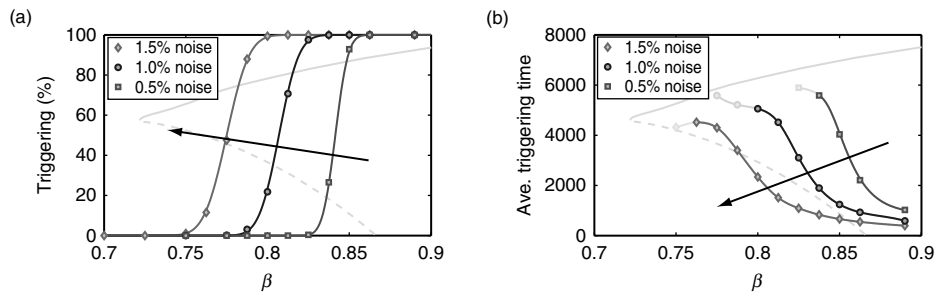 (a)
100
80
60
40
20
0
Triggering (%)
1.5% noise
1.0% noise
0.5% noise
0.7 0.75 0.8 0.85 0.9
β
(b)
8000
6000
4000
2000
0
Ave. triggering time
1.5% noise
1.0% noise
0.5% noise
0.7 0.75 0.8 0.85 0.9
β